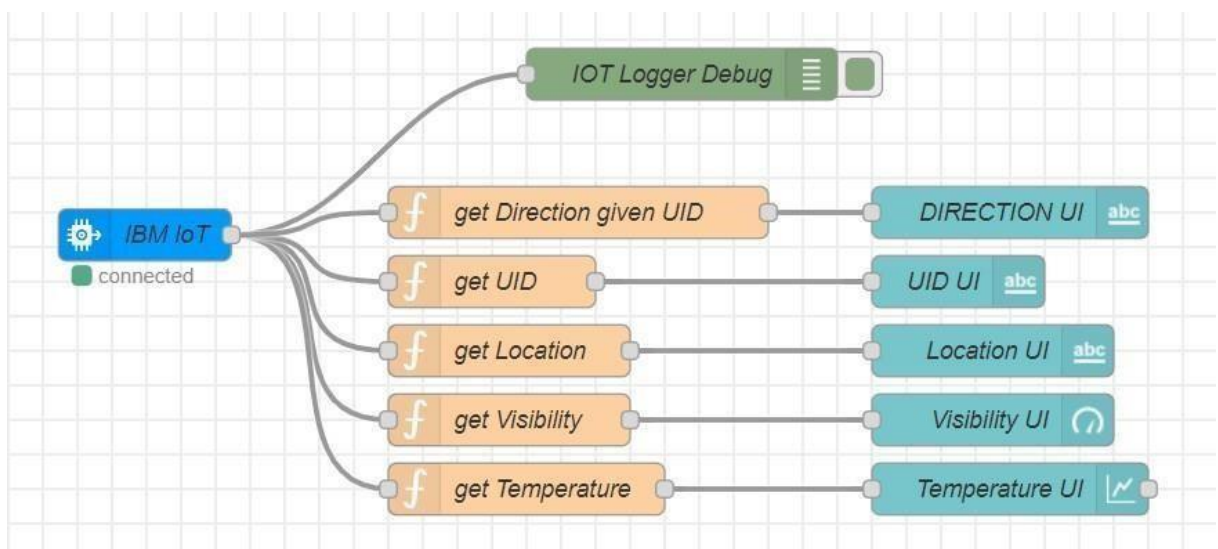 IOT Logger Debug
IBM IoT
connected
get Direction given UID
DIRECTION UI
abc
get UID
UID UI
abc
get Location
Location UI
abc
get Visibility
Visibility UI
get Temperature
Temperature UI